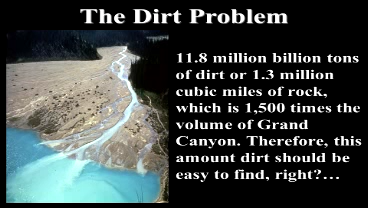 The Dirt Problem
11.8 million billion tons
of dirt or 1.3 million
cubic miles of rock,
which is 1,500 times the
volume of Grand
Canyon. Therefore, this
amount dirt should be
easy to find, right?…